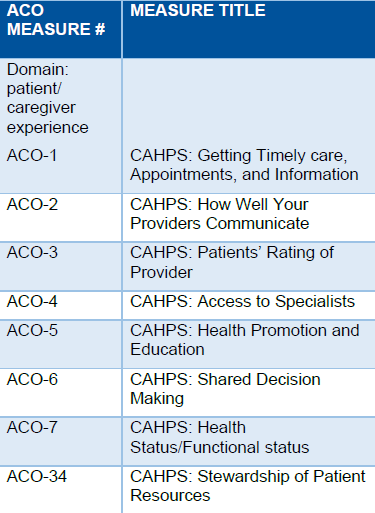 ACO MEASURE TITLE
MEASURE #
Domain:
patient/
caregiver
experience
ACO-1 CAHPS: Getting Timely care,
Appointments, and Information
ACO-2 CAHPS: How Well Your
Providers Communicate
ACO-3 CAHPS: Patients’ Rating of
Provider
ACO-4 CAHPS: Access to Specialists
ACO-5 CAHPS: Health Promotion and
Education
ACO-6 CAHPS: Shared Decision
Making
ACO-7 CAHPS: Health
Status/Functional status
ACO-34 CAHPS: Stewardship of Patient
Resources